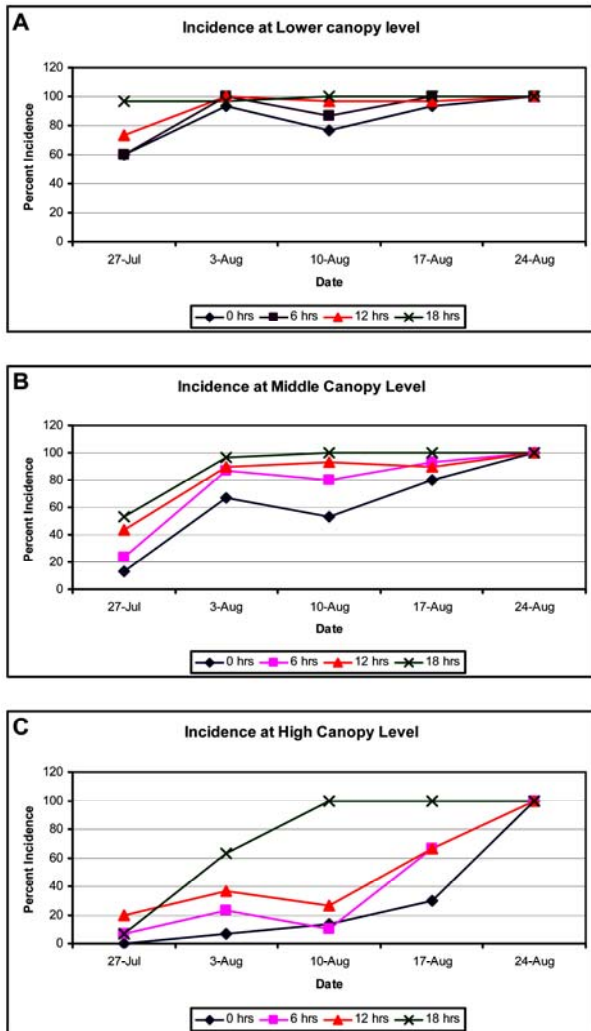 A
Incidence at Lower canopy level
Percent Incidence
120
100
80
60
40
20
0
27-Jul 3-Aug 10-Aug 17-Aug 24-Aug
Date
0 hrs 6 hrs 12 hrs 18 hrs
B
Incidence at Middle Canopy Level
Percent Incidence
120
100
80
60
40
20
0
27-Jul 3-Aug 10-Aug 17-Aug 24-Aug
Date
0 hrs 6 hrs 12 hrs 18 hrs
C
Incidence at High Canopy Level
Percent Incidence
120
100
80
60
40
20
0
27-Jul 3-Aug 10-Aug 17-Aug 24-Aug
Date
0 hrs 6 hrs 12 hrs 18 hrs